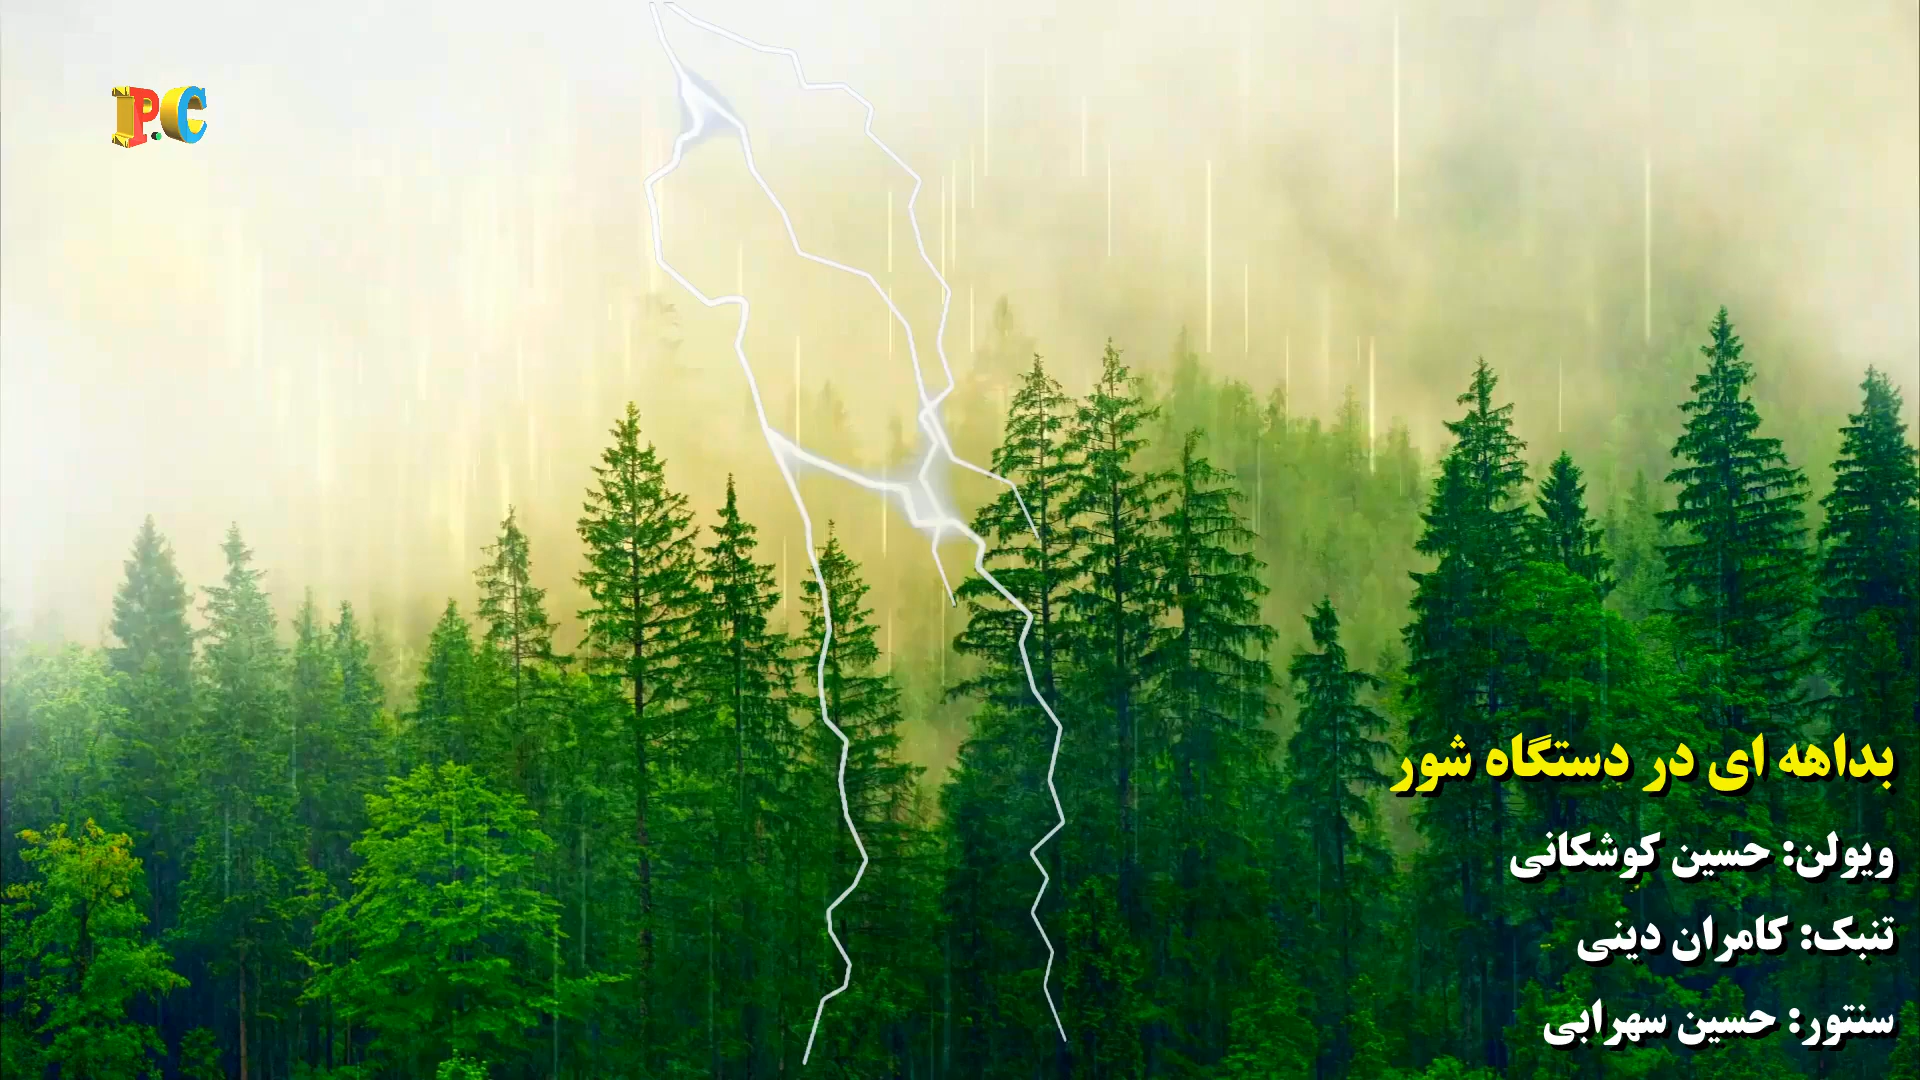 P.C
بداهه ای در دستگاه شور
ویولن: حسین کوشکانی
تنبک: کامران دینی
سنتور: حسین سهرابی